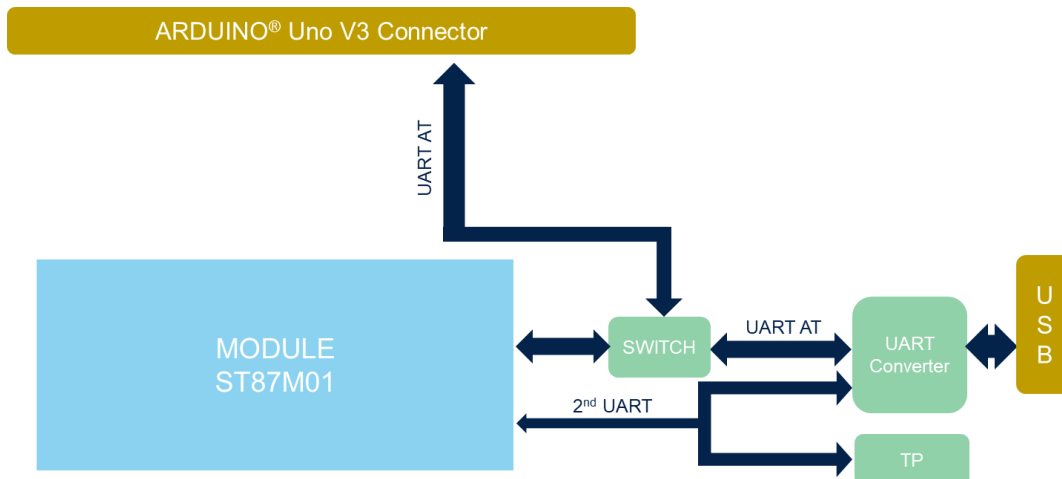 ARDUINO® Uno V3 Connector
UART AT
MODULE
ST87M01
SWITCH
UART AT
UART
Converter
U
S
B
2nd UART
TP